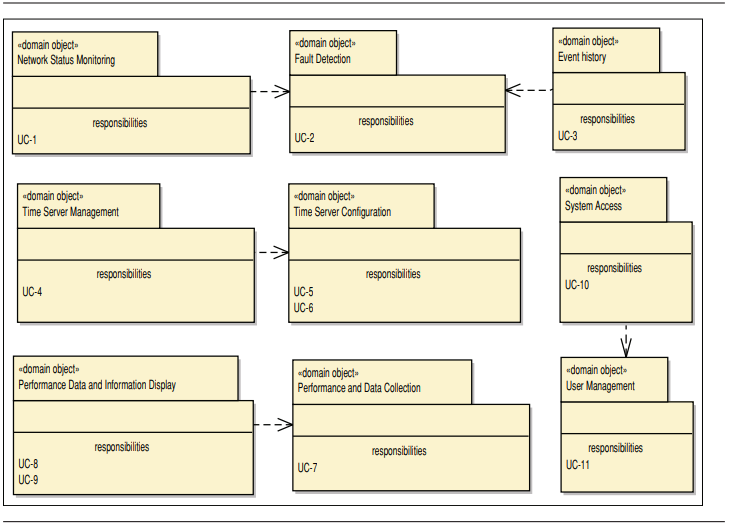 «domain object»
Network Status Monitoring
responsibilities
UC-1
«domain object»
Fault Detection
responsibilities
UC-2
«domain object»
Event history
responsibilities
UC-3
«domain object»
Time Server Management
responsibilities
UC-4
«domain object»
Time Server Configuration
responsibilities
UC-5
UC-6
«domain object»
System Access
responsibilities
UC-10
«domain object»
Performance Data and Information Display
responsibilities
UC-8
UC-9
«domain object»
Performance and Data Collection
responsibilities
UC-7
«domain object»
User Management
responsibilities
UC-11